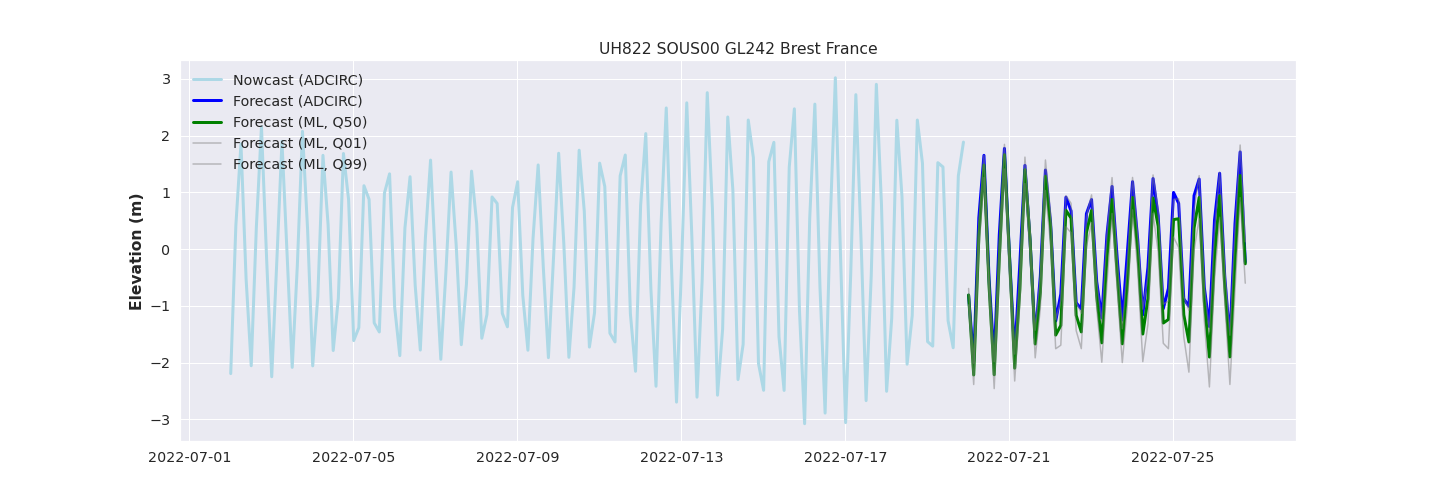 UH822 SOUS00 GL242 Brest France
Nowcast (ADCIRC)
Forecast (ADCIRC)
Forecast (ML, Q50)
Forecast (ML, Q01)
Forecast (ML, Q99)
Elevation (m)
3
2
1
0
−1
−2
−3
2022-07-01
2022-07-05
2022-07-09
2022-07-13
2022-07-17
2022-07-21
2022-07-25